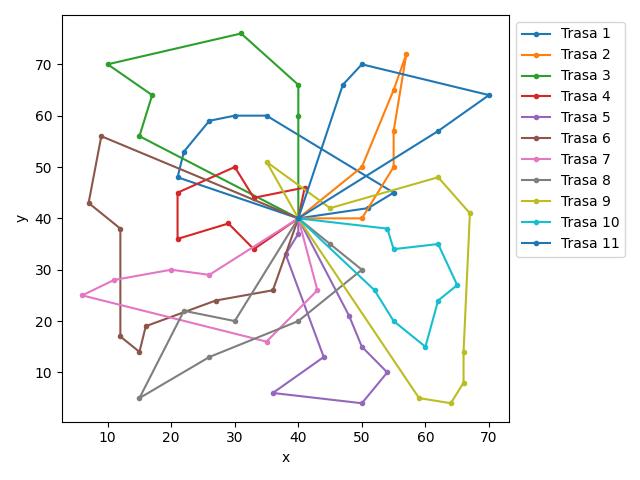 70
60
50
40
30
20
10
y
10 20 30 40 50 60 70
x
Trasa 1
Trasa 2
Trasa 3
Trasa 4
Trasa 5
Trasa 6
Trasa 7
Trasa 8
Trasa 9
Trasa 10
Trasa 11